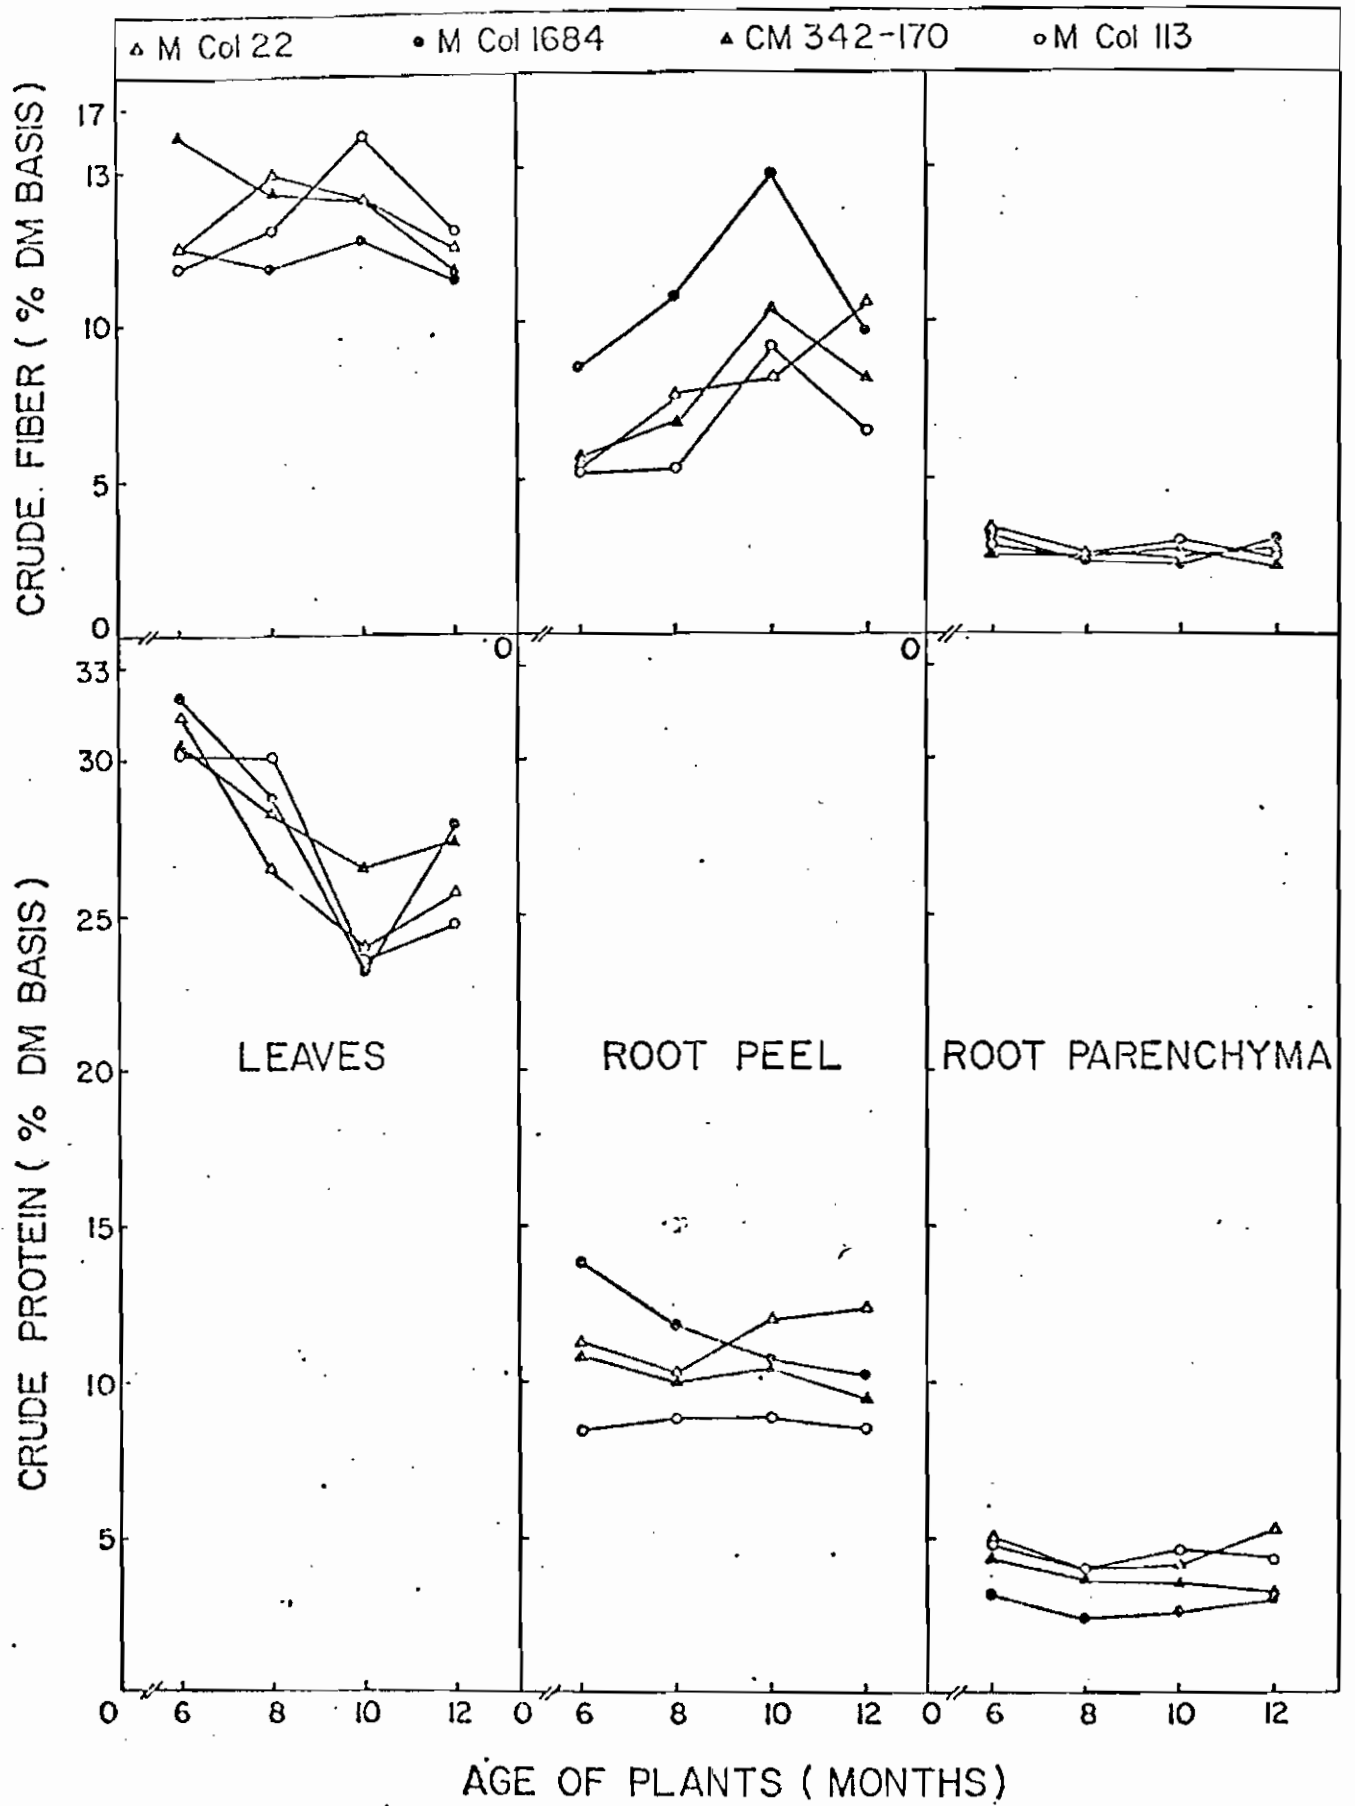 △ M Col 22 ● M Col 1684 ▲ CM 342-170 ○ M Col 113
CRUDE. FIBER ( % DM BASIS )
17
13
10
5
0
0
0
CRUDE PROTEIN ( % DM BASIS )
33
30
25
20
15
10
5
LEAVES
ROOT PEEL
ROOT PARENCHYMA
0 6 8 10 12 0 6 8 10 12 0 6 8 10 12
AGE OF PLANTS ( MONTHS )